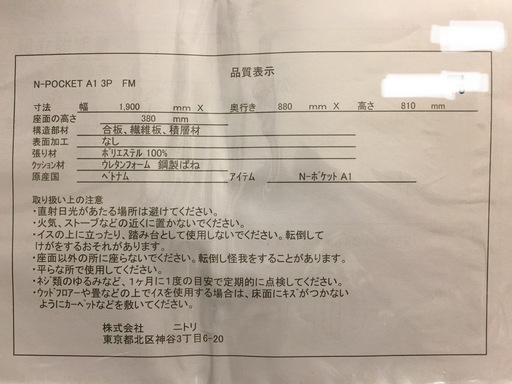 品質表示
N-POCKET A1 3P FM
寸法 幅 1,900 mm X 奥行き 880 mm X 高さ 810 mm
座面の高さ 380 mm
構造部材 合板、繊維板、積層材
表面加工 なし
張り材 ポリエステル 100%
クッション材 ウレタンフォーム 鋼製ばね
原産国 ベトナム アイテム N-ポケット A1
取り扱い上の注意
・直射日光があたる場所は避けてください。
・火気、ストーブなどの近くに置かないでください。
・イスの上に立ったり、踏み台として使用しないでください。転倒して
けがをするおそれがあります。
・座面以外の所に座らないでください。転倒し怪我をすることがあります。
・平らな所で使用してください。
・ネジ類のゆるみなど、1ヶ月に1度の目安で定期的に点検してください。
・ウッドフロアーや畳などの上でイスを使用する場合は、床面にキズがつかない
ようにカーペットなどを敷いてください。
株式会社 ニトリ
東京都北区神谷3丁目6-20